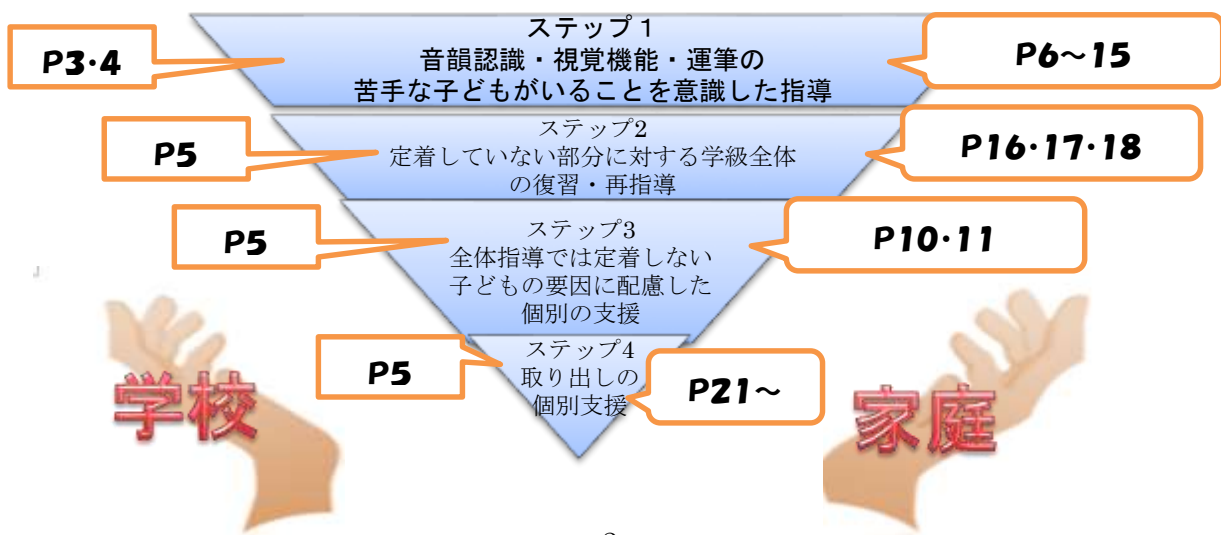 ステップ1
音韻認識・視覚機能・運筆の
苦手な子どもがいることを意識した指導
P3・4
P6～15
ステップ2
定着していない部分に対する学級全体
の復習・再指導
P5
P16・17・18
ステップ3
全体指導では定着しない
子どもの要因に配慮した
個別の支援
P5
P10・11
ステップ4
取り出しの
個別支援
P5
P21～
学校
家庭